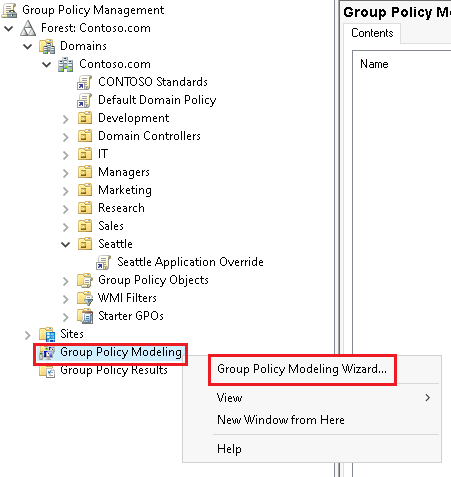 Group Policy Management
Forest: Contoso.com
Domains
Contoso.com
CONTOSO Standards
Default Domain Policy
Development
Domain Controllers
IT
Managers
Marketing
Research
Sales
Seattle
Seattle Application Override
Group Policy Objects
WMI Filters
Starter GPOs
Sites
Group Policy Modeling
Group Policy Results
Group Policy Modeling Wizard...
View
New Window from Here
Help
Group Policy M
Contents
Name